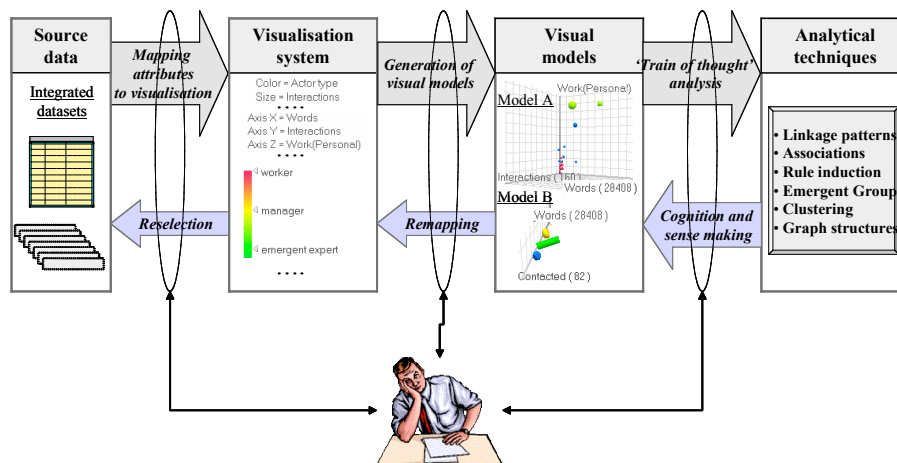 Source
data
Integrated
datasets
Mapping
attributes
to visualisation
Reselection
Visualisation
system
Color = Actor type
Size = Interactions
• • • •
Axis X = Words
Axis Y = Interactions
Axis Z = Work(Personal)
• • • •
worker
manager
emergent expert
• • • •
Generation of
visual models
Remapping
Visual
models
Work(Personal)
Model A
Interactions (
Words ( 28408)
Model B
Words ( 28408)
Contacted ( 82)
‘Train of thought’
analysis
Cognition and
sense making
Analytical
techniques
• Linkage patterns
• Associations
• Rule induction
• Emergent Group
• Clustering
• Graph structures